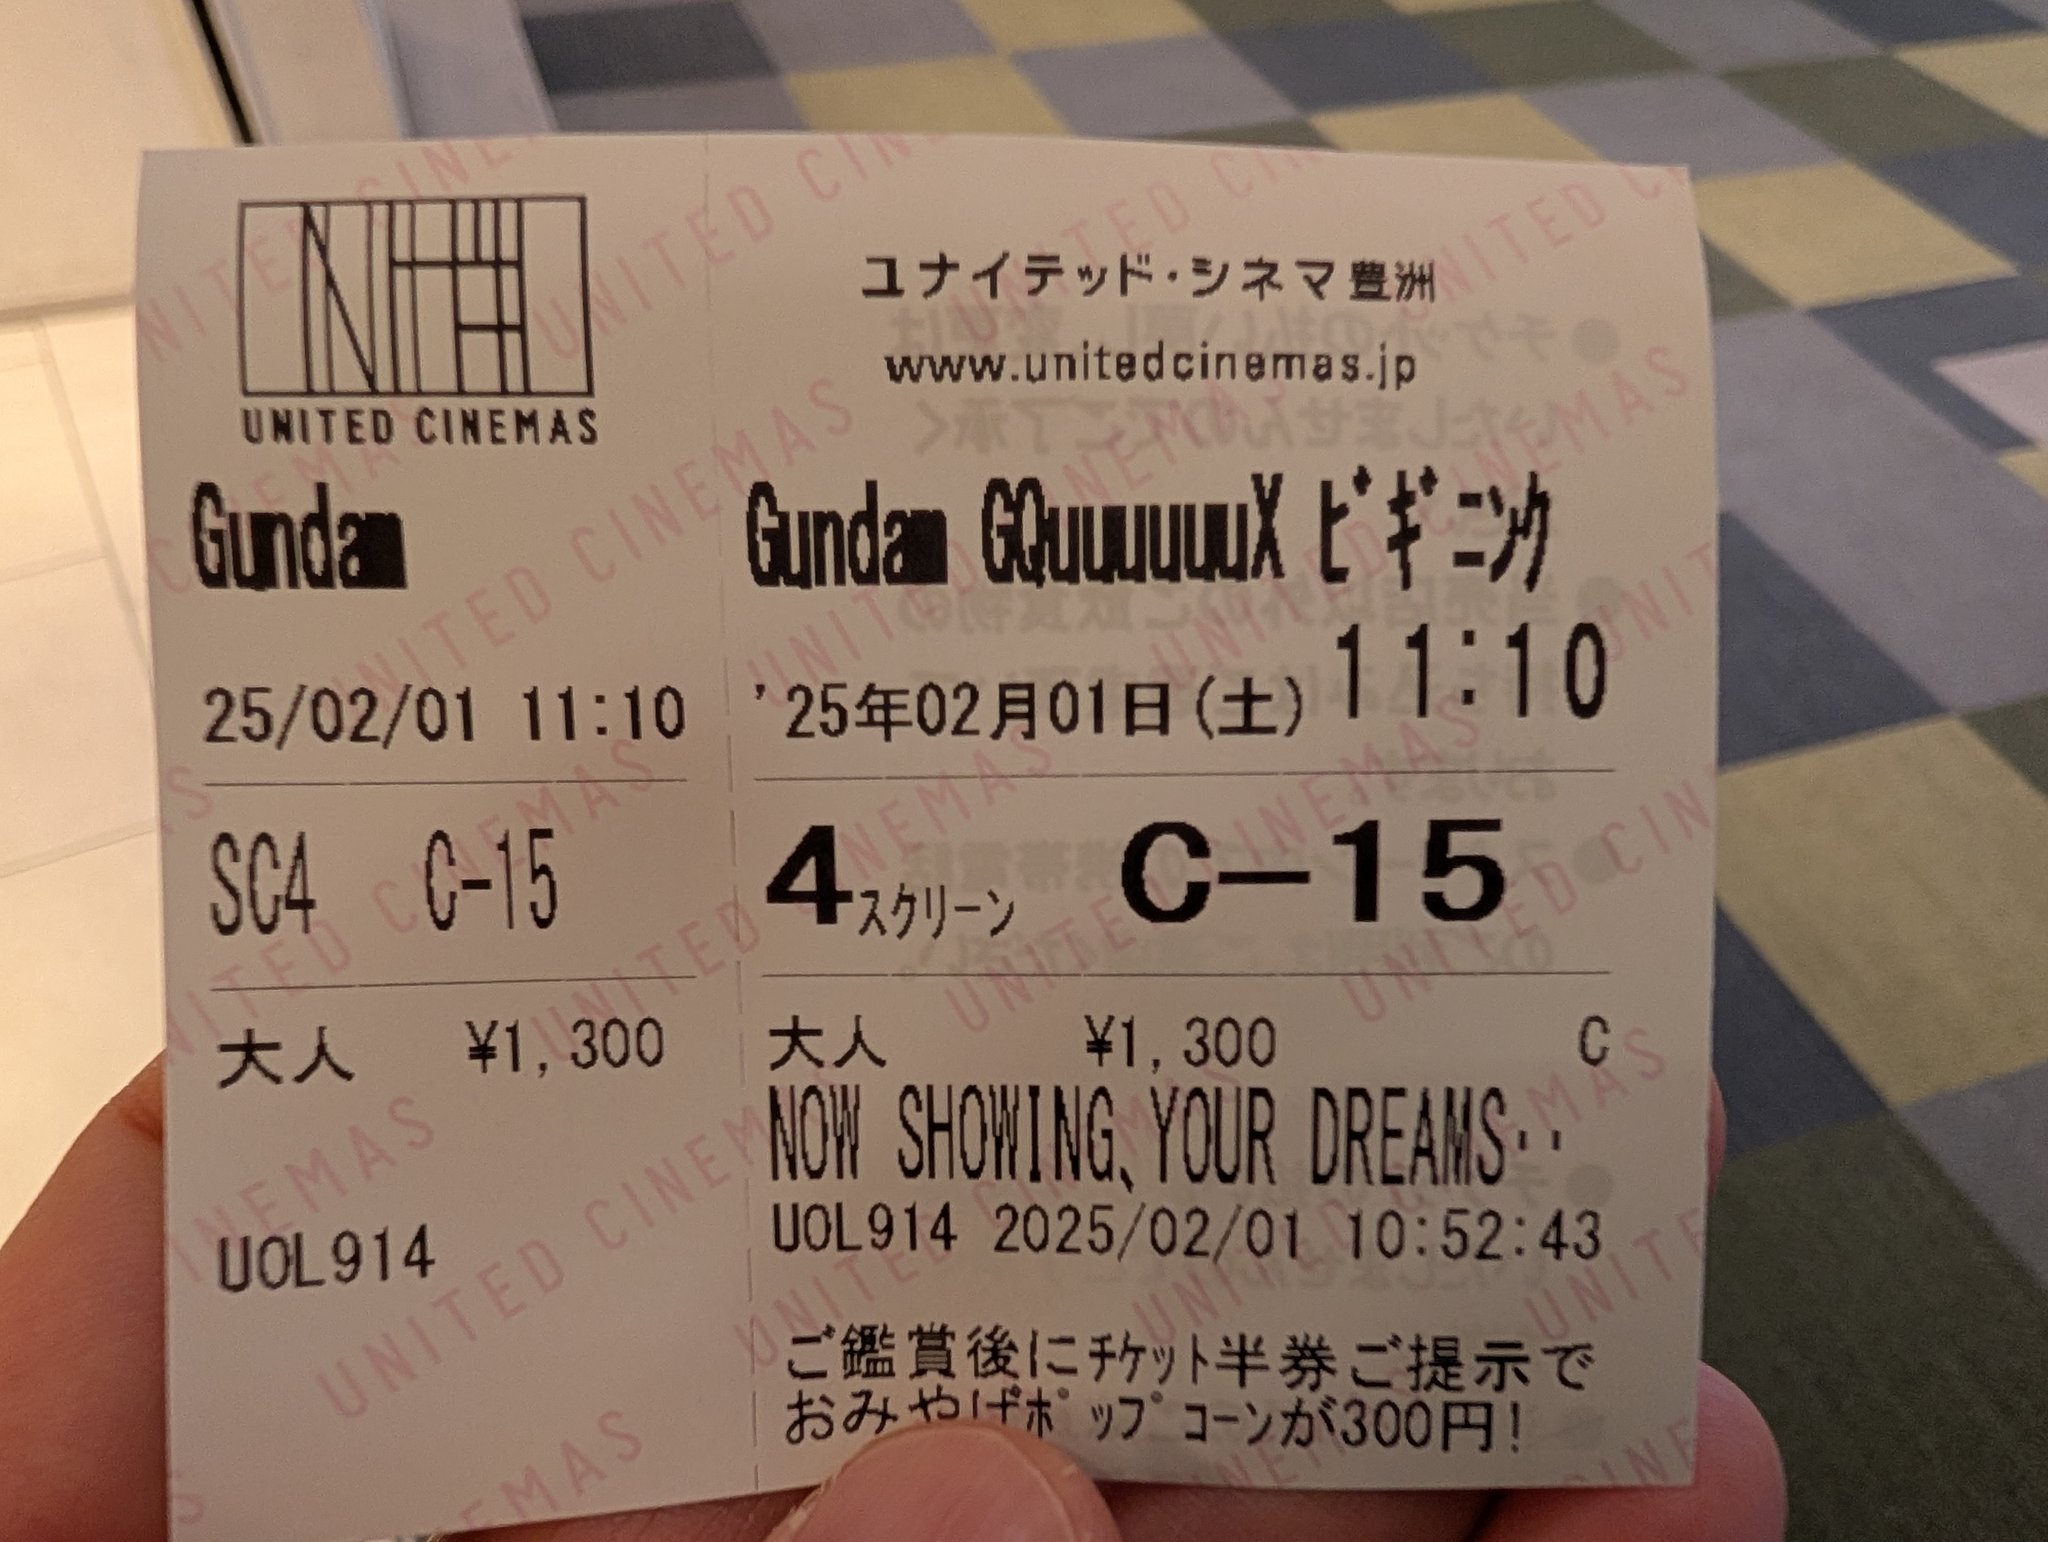 UNITED CINEMAS
Gundam
25/02/01 11:10
SC4 C-15
大人 ¥1,300
UOL914
ユナイテッド・シネマ豊洲
www.unitedcinemas.jp
Gundam GQuuuuuuX ビギニング
'25年02月01日(土) 11:10
4スクリーン C-15
大人 ¥1,300 C
NOW SHOWING、YOUR DREAMS‥
UOL914 2025/02/01 10:52:43
ご鑑賞後にチケット半券ご提示で
おみやげポップコーンが300円!